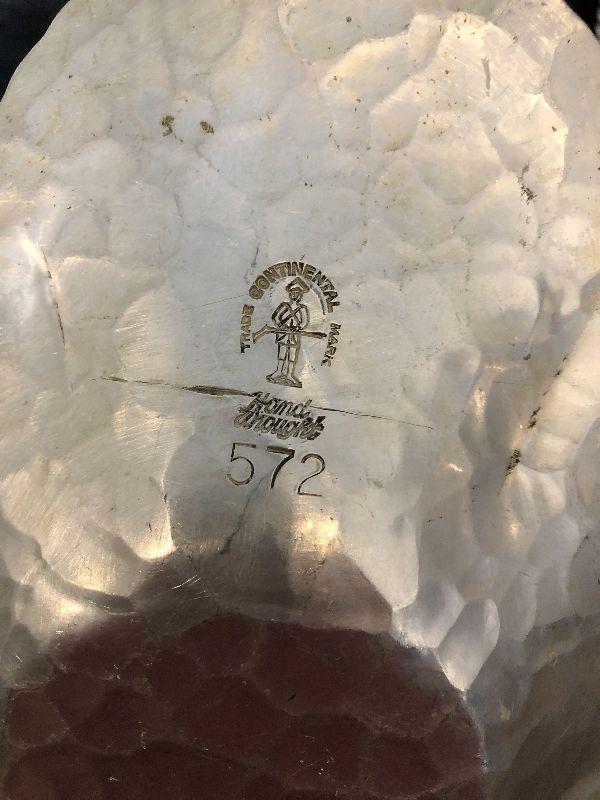 TRADE CONTINENTAL MARK
Hand
Wrought
572